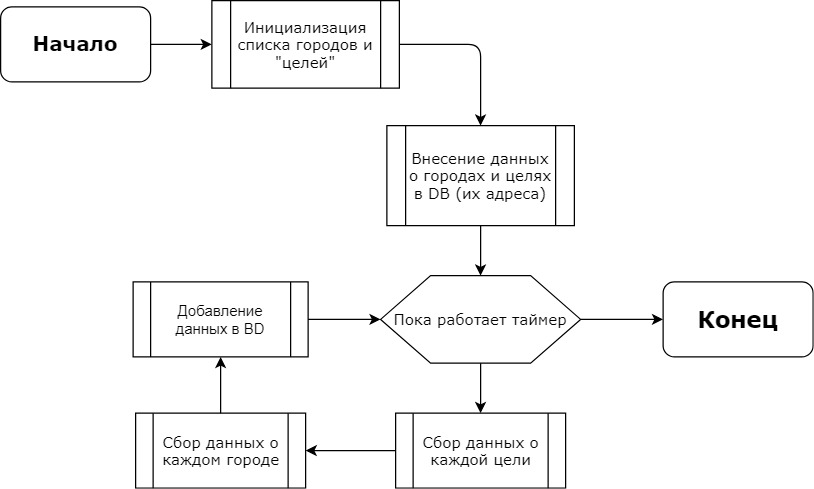 Начало
Инициализация
списка городов и
"целей"
Внесение данных
о городах и целях
в DB (их адреса)
Добавление
данных в BD
Пока работает таймер
Конец
Сбор данных о
каждом городе
Сбор данных о
каждой цели